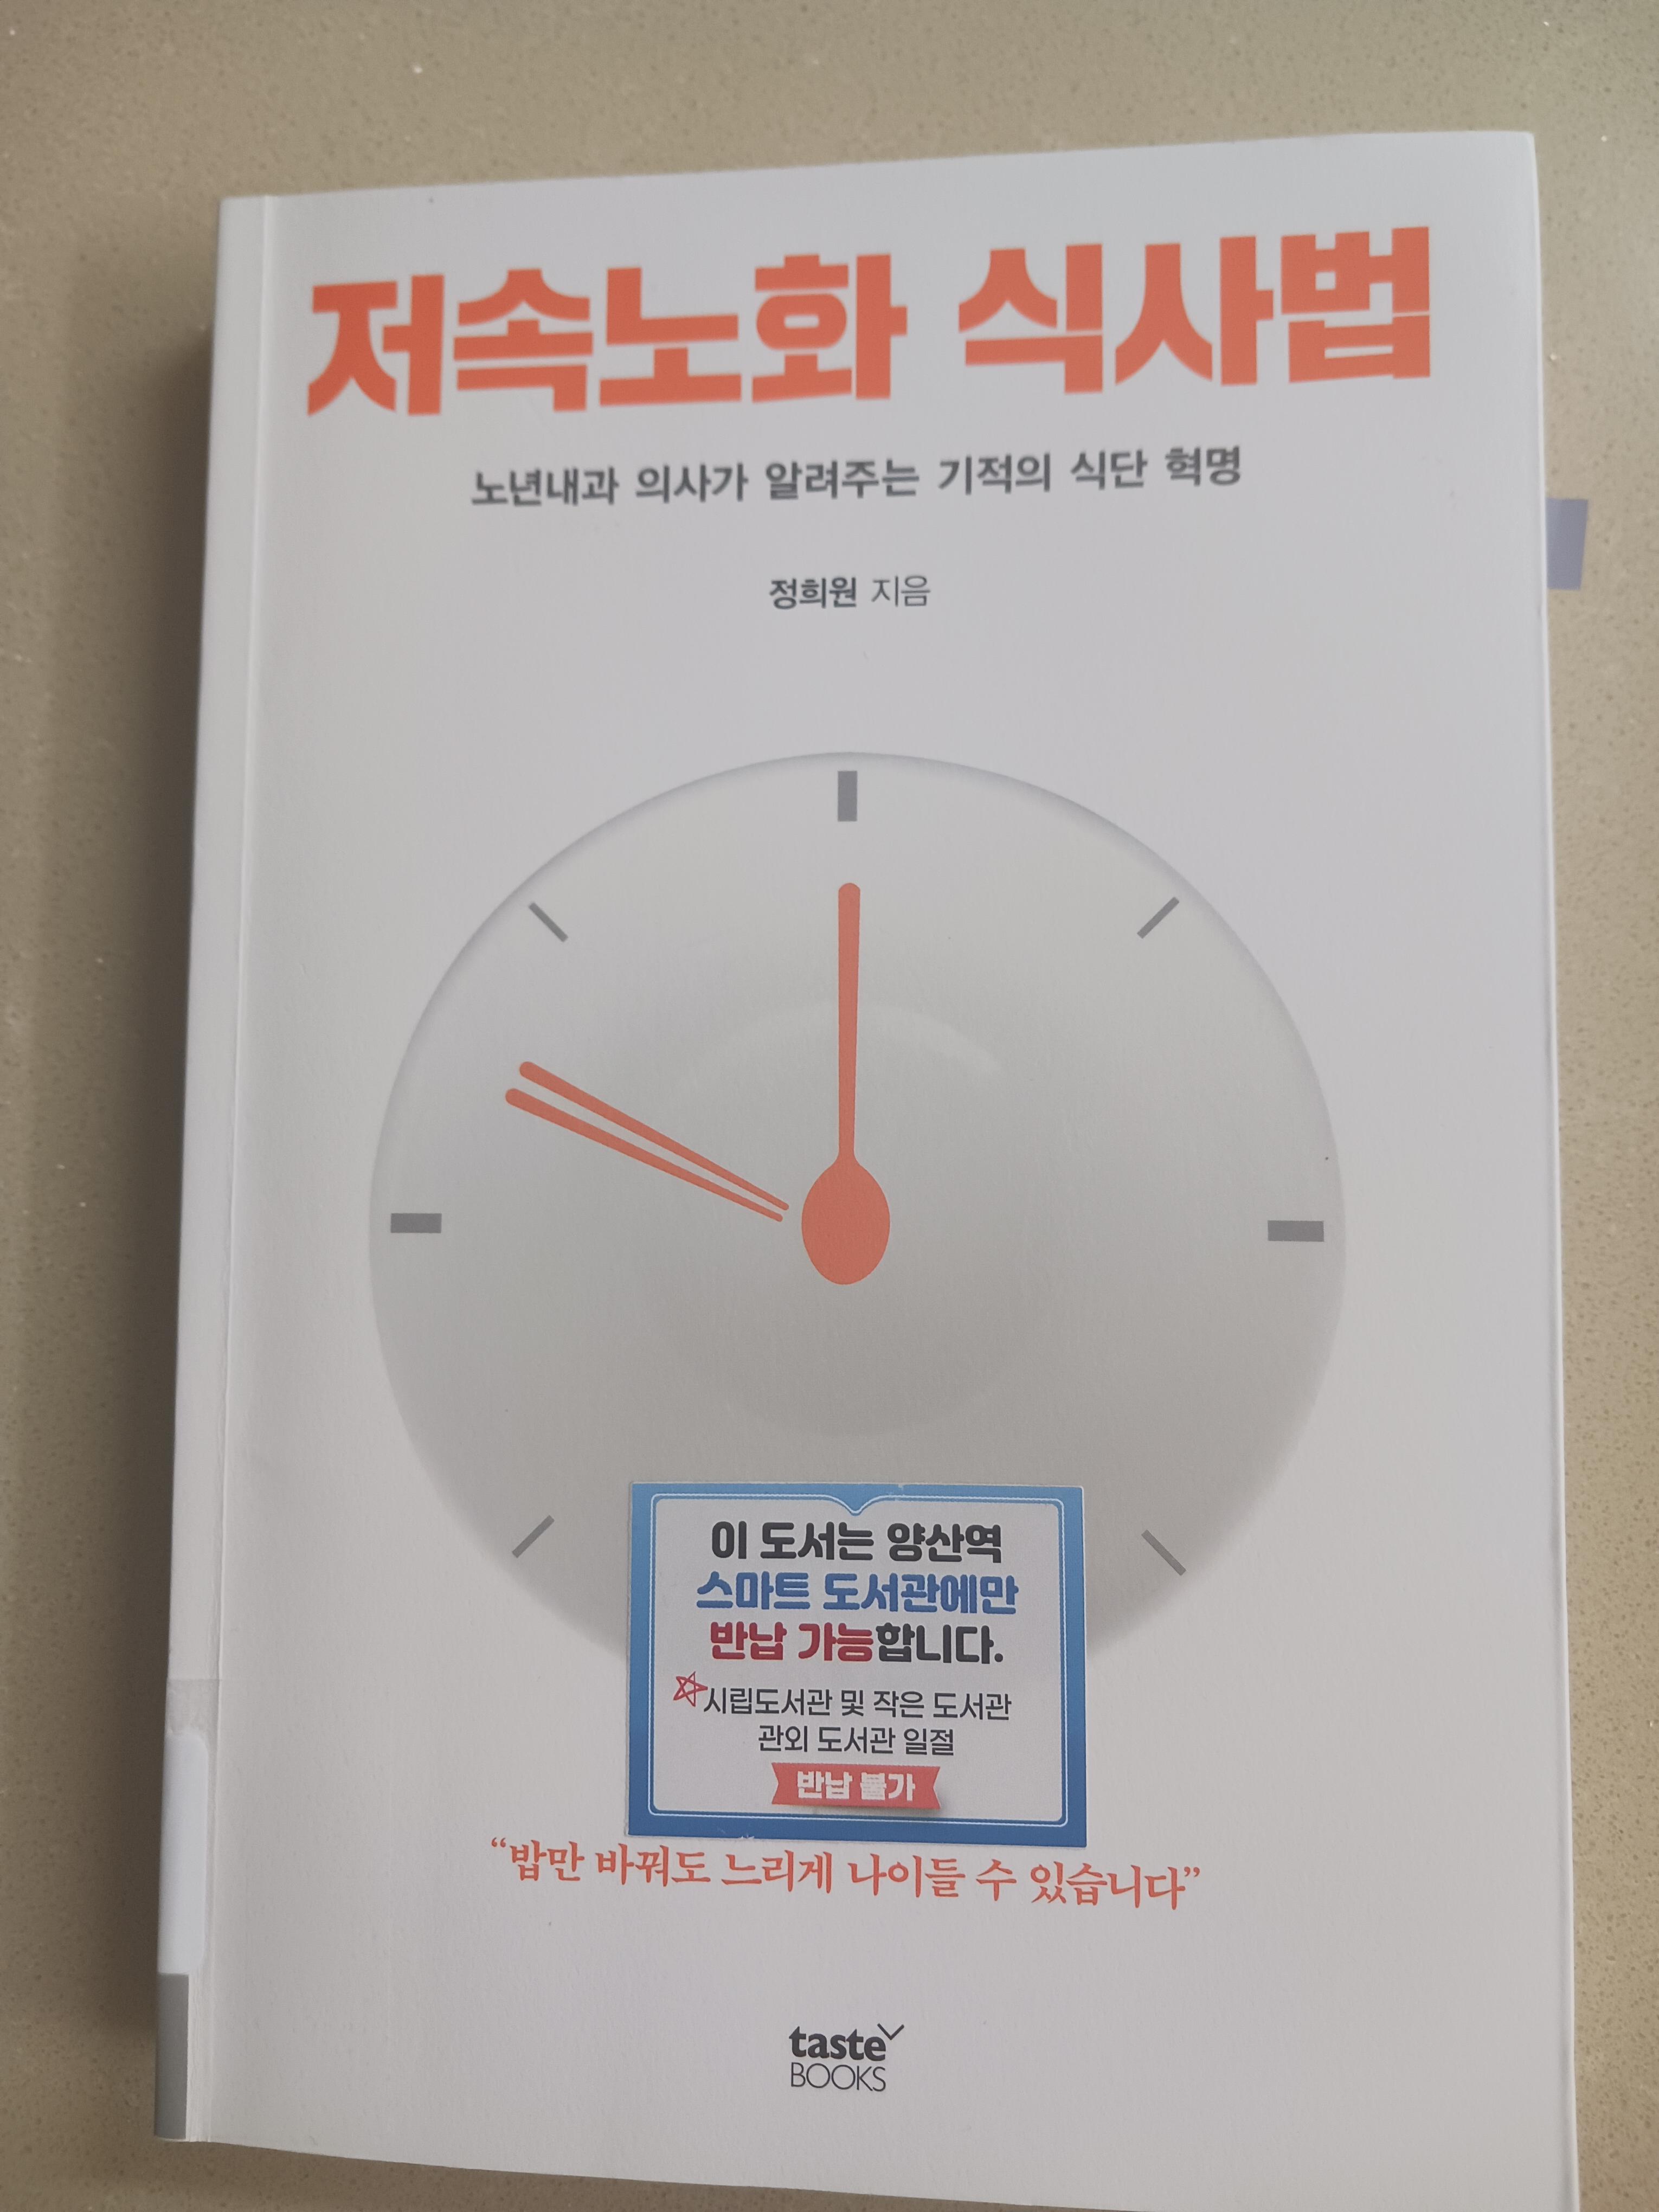 저속노화 식사법
노년내과 의사가 알려주는 기적의 식단 혁명
정희원 지음
이 도서는 양산역
스마트 도서관에만
반납 가능합니다.
시립도서관 및 작은 도서관
관외 도서관 일절
반납 불가
“밥만 바꿔도 느리게 나이들 수 있습니다”
taste
BOOKS